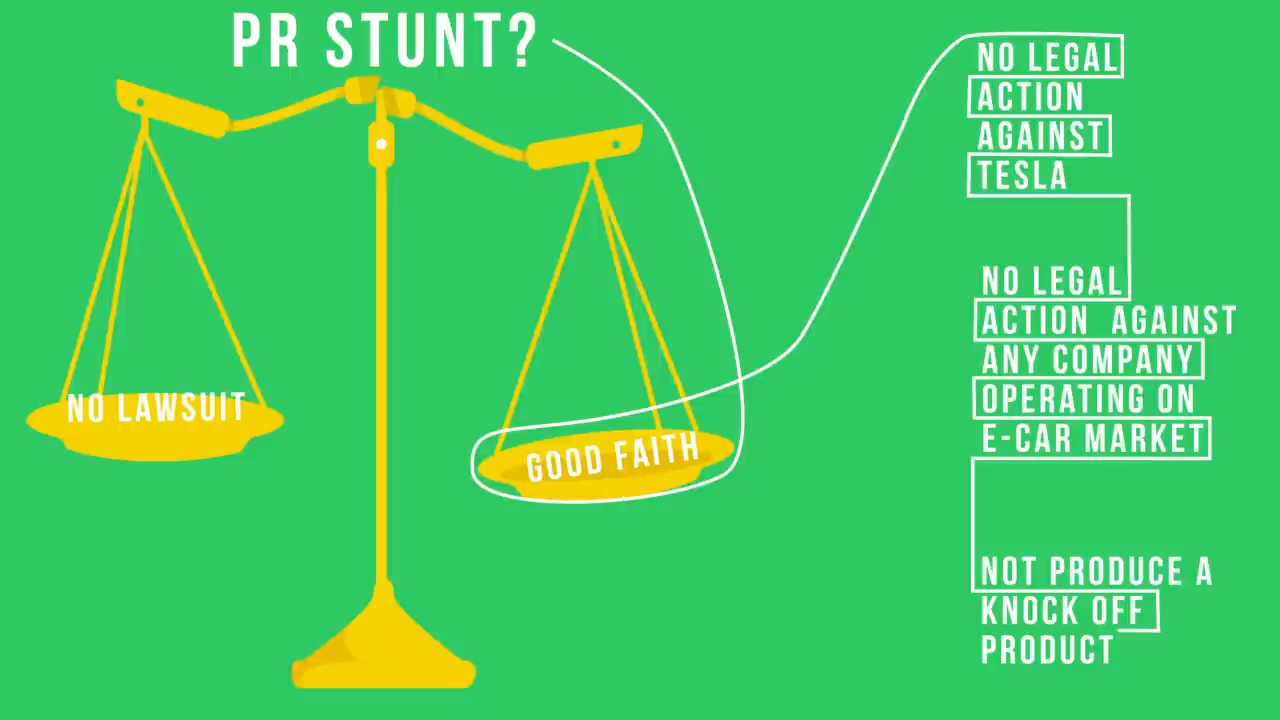 PR STUNT?
NO LAWSUIT
GOOD FAITH
NO LEGAL
ACTION
AGAINST
TESLA
NO LEGAL
ACTION AGAINST
ANY COMPANY
OPERATING ON
E-CAR MARKET
NOT PRODUCE A
KNOCK OFF
PRODUCT